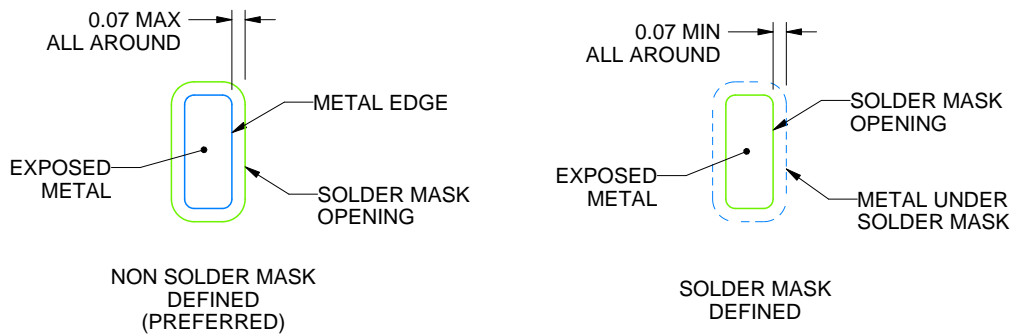 0.07 MAX
ALL AROUND
METAL EDGE
EXPOSED
METAL
SOLDER MASK
OPENING
NON SOLDER MASK
DEFINED
(PREFERRED)
0.07 MIN
ALL AROUND
SOLDER MASK
OPENING
EXPOSED
METAL
METAL UNDER
SOLDER MASK
SOLDER MASK
DEFINED